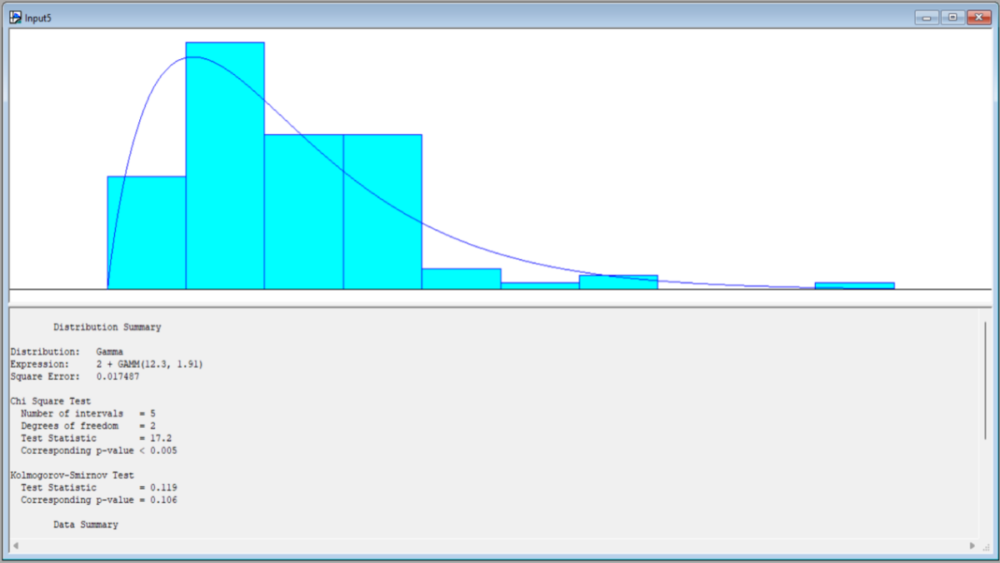 Input5
Distribution Summary
Distribution: Gamma
Expression: 2 + GAMM(12.3, 1.91)
Square Error: 0.017487
Chi Square Test
Number of intervals = 5
Degrees of freedom = 2
Test Statistic = 17.2
Corresponding p-value < 0.005
Kolmogorov-Smirnov Test
Test Statistic = 0.119
Corresponding p-value = 0.106
Data Summary